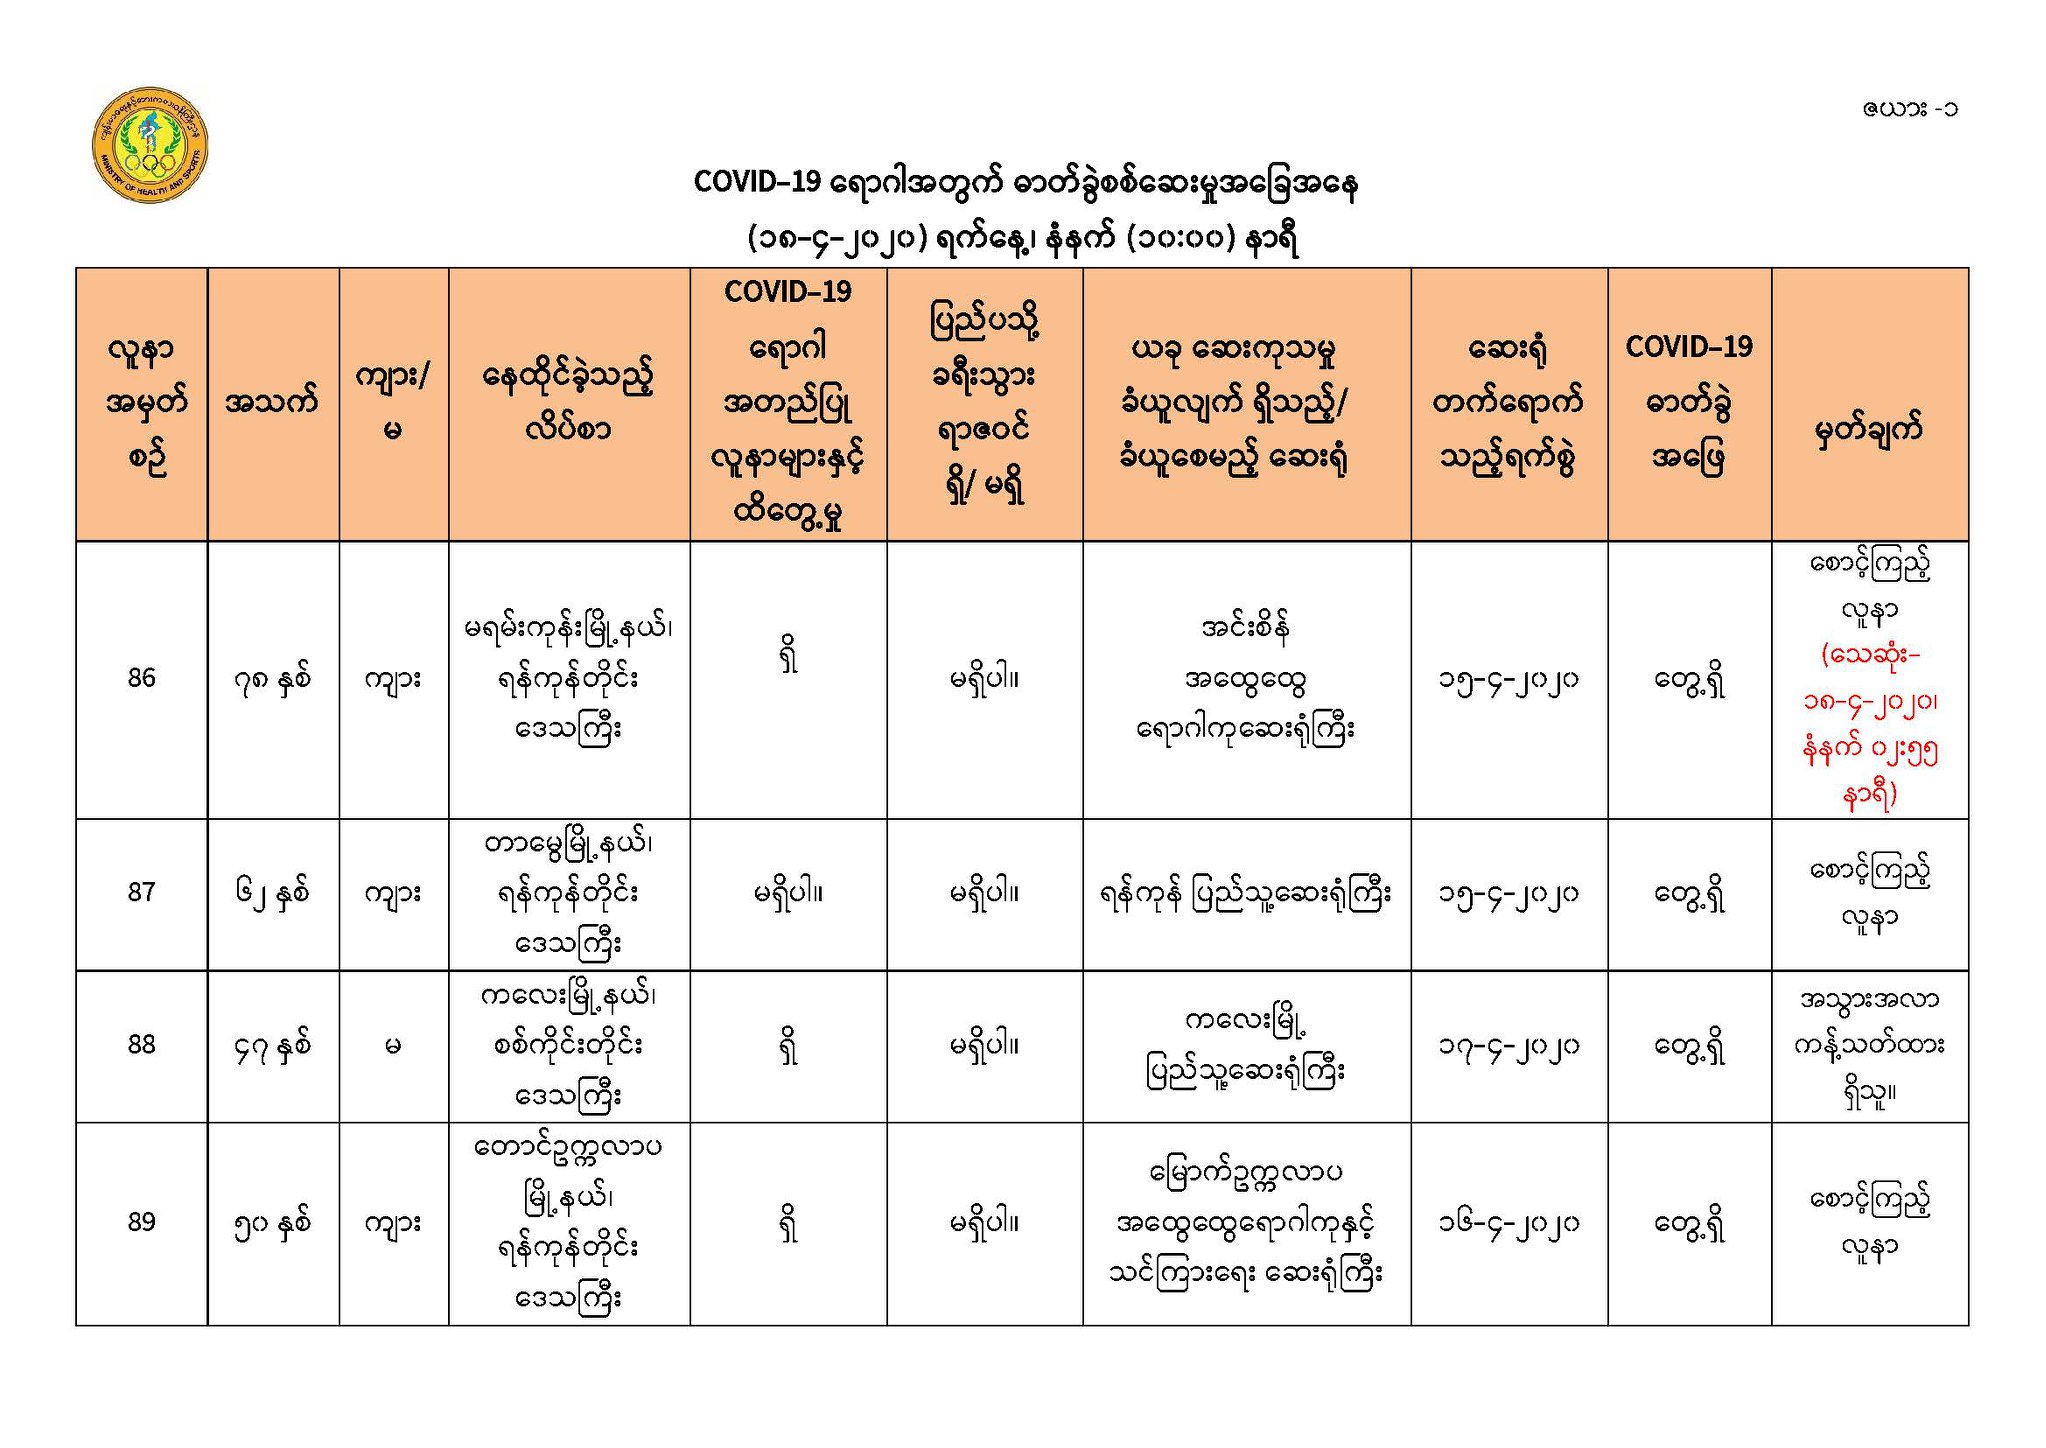 ကျန်းမာရေးနှင့်အားကစားဝန်ကြီးဌာန
MINISTRY OF HEALTH AND SPORTS
ဇယား -၁
COVID-19 ရောဂါအတွက် ဓာတ်ခွဲစစ်ဆေးမှုအခြေအနေ
(၁၈-၄-၂၀၂၀) ရက်နေ့၊ နံနက် (၁၀:၀၀) နာရီ
လူနာ
အမှတ်
စဉ်
အသက်
ကျား/
မ
နေထိုင်ခဲ့သည့်
လိပ်စာ
COVID-19
ရောဂါ
အတည်ပြု
လူနာများနှင့်
ထိတွေ့မှု
ပြည်ပသို့
ခရီးသွား
ရာဇဝင်
ရှိ/ မရှိ
ယခု ဆေးကုသမှု
ခံယူလျက် ရှိသည့်/
ခံယူစေမည့် ဆေးရုံ
ဆေးရုံ
တက်ရောက်
သည့်ရက်စွဲ
COVID-19
ဓာတ်ခွဲ
အဖြေ
မှတ်ချက်
86
၇၈ နှစ်
ကျား
မရမ်းကုန်းမြို့နယ်၊
ရန်ကုန်တိုင်း
ဒေသကြီး
ရှိ
မရှိပါ။
အင်းစိန်
အထွေထွေ
ရောဂါကုဆေးရုံကြီး
၁၅-၄-၂၀၂၀
တွေ့ရှိ
စောင့်ကြည့်
လူနာ
(သေဆုံး-
၁၈-၄-၂၀၂၀၊
နံနက် ၀၂:၅၅
နာရီ)
87
၆၂ နှစ်
ကျား
တာမွေမြို့နယ်၊
ရန်ကုန်တိုင်း
ဒေသကြီး
မရှိပါ။
မရှိပါ။
ရန်ကုန် ပြည်သူ့ဆေးရုံကြီး
၁၅-၄-၂၀၂၀
တွေ့ရှိ
စောင့်ကြည့်
လူနာ
88
၄၇ နှစ်
မ
ကလေးမြို့နယ်၊
စစ်ကိုင်းတိုင်း
ဒေသကြီး
ရှိ
မရှိပါ။
ကလေးမြို့
ပြည်သူ့ဆေးရုံကြီး
၁၇-၄-၂၀၂၀
တွေ့ရှိ
အသွားအလာ
ကန့်သတ်ထား
ရှိသူ။
89
၅၀ နှစ်
ကျား
တောင်ဥက္ကလာပ
မြို့နယ်၊
ရန်ကုန်တိုင်း
ဒေသကြီး
ရှိ
မရှိပါ။
မြောက်ဥက္ကလာပ
အထွေထွေရောဂါကုနှင့်
သင်ကြားရေး ဆေးရုံကြီး
၁၆-၄-၂၀၂၀
တွေ့ရှိ
စောင့်ကြည့်
လူနာ